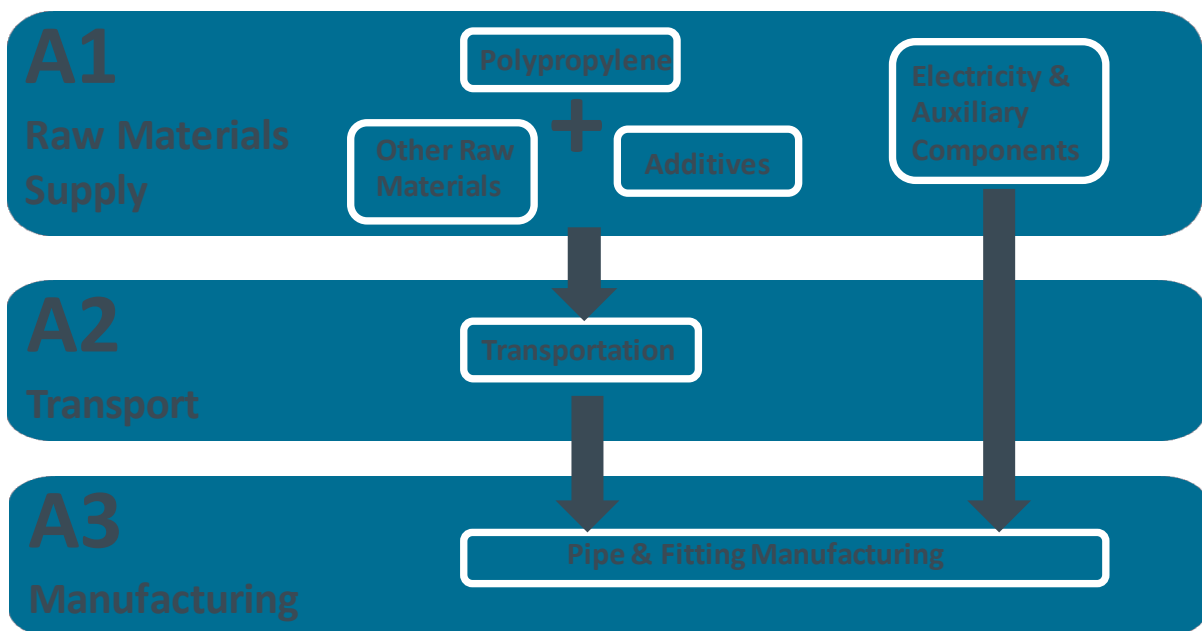 A1
Raw Materials
Supply
Polypropylene
+
Other Raw
Materials
Additives
Electricity &
Auxiliary
Components
A2
Transport
Transportation
A3
Manufacturing
Pipe & Fitting Manufacturing